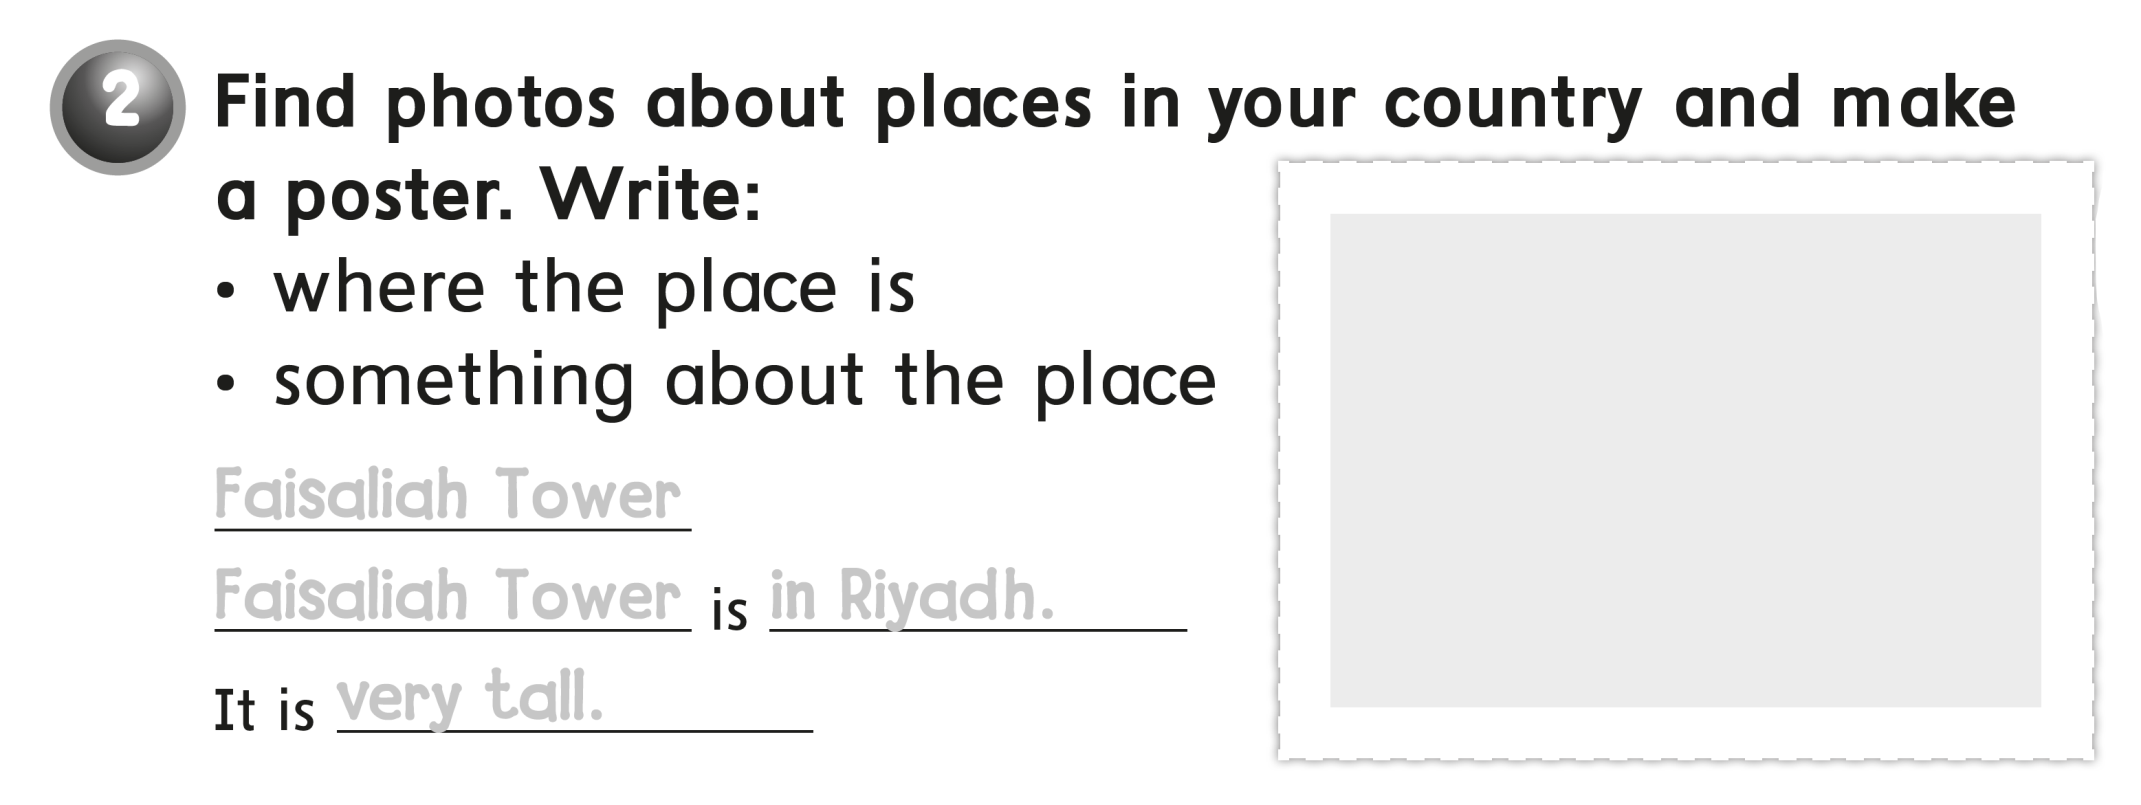 2 Find photos about places in your country and make
a poster. Write:
• where the place is
• something about the place
Faisaliah Tower
Faisaliah Tower is in Riyadh.
It is very tall.